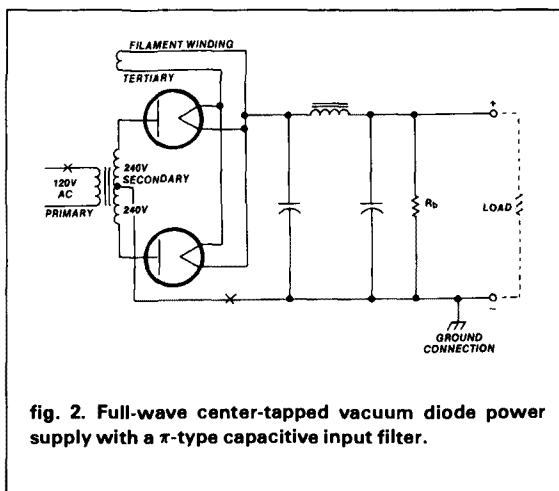 FILAMENT WINDING
TERTIARY
240V
SECONDARY
120V
AC
240V
PRIMARY
Rb
LOAD
+
−
GROUND
CONNECTION
fig. 2. Full-wave center-tapped vacuum diode power
supply with a π-type capacitive input filter.